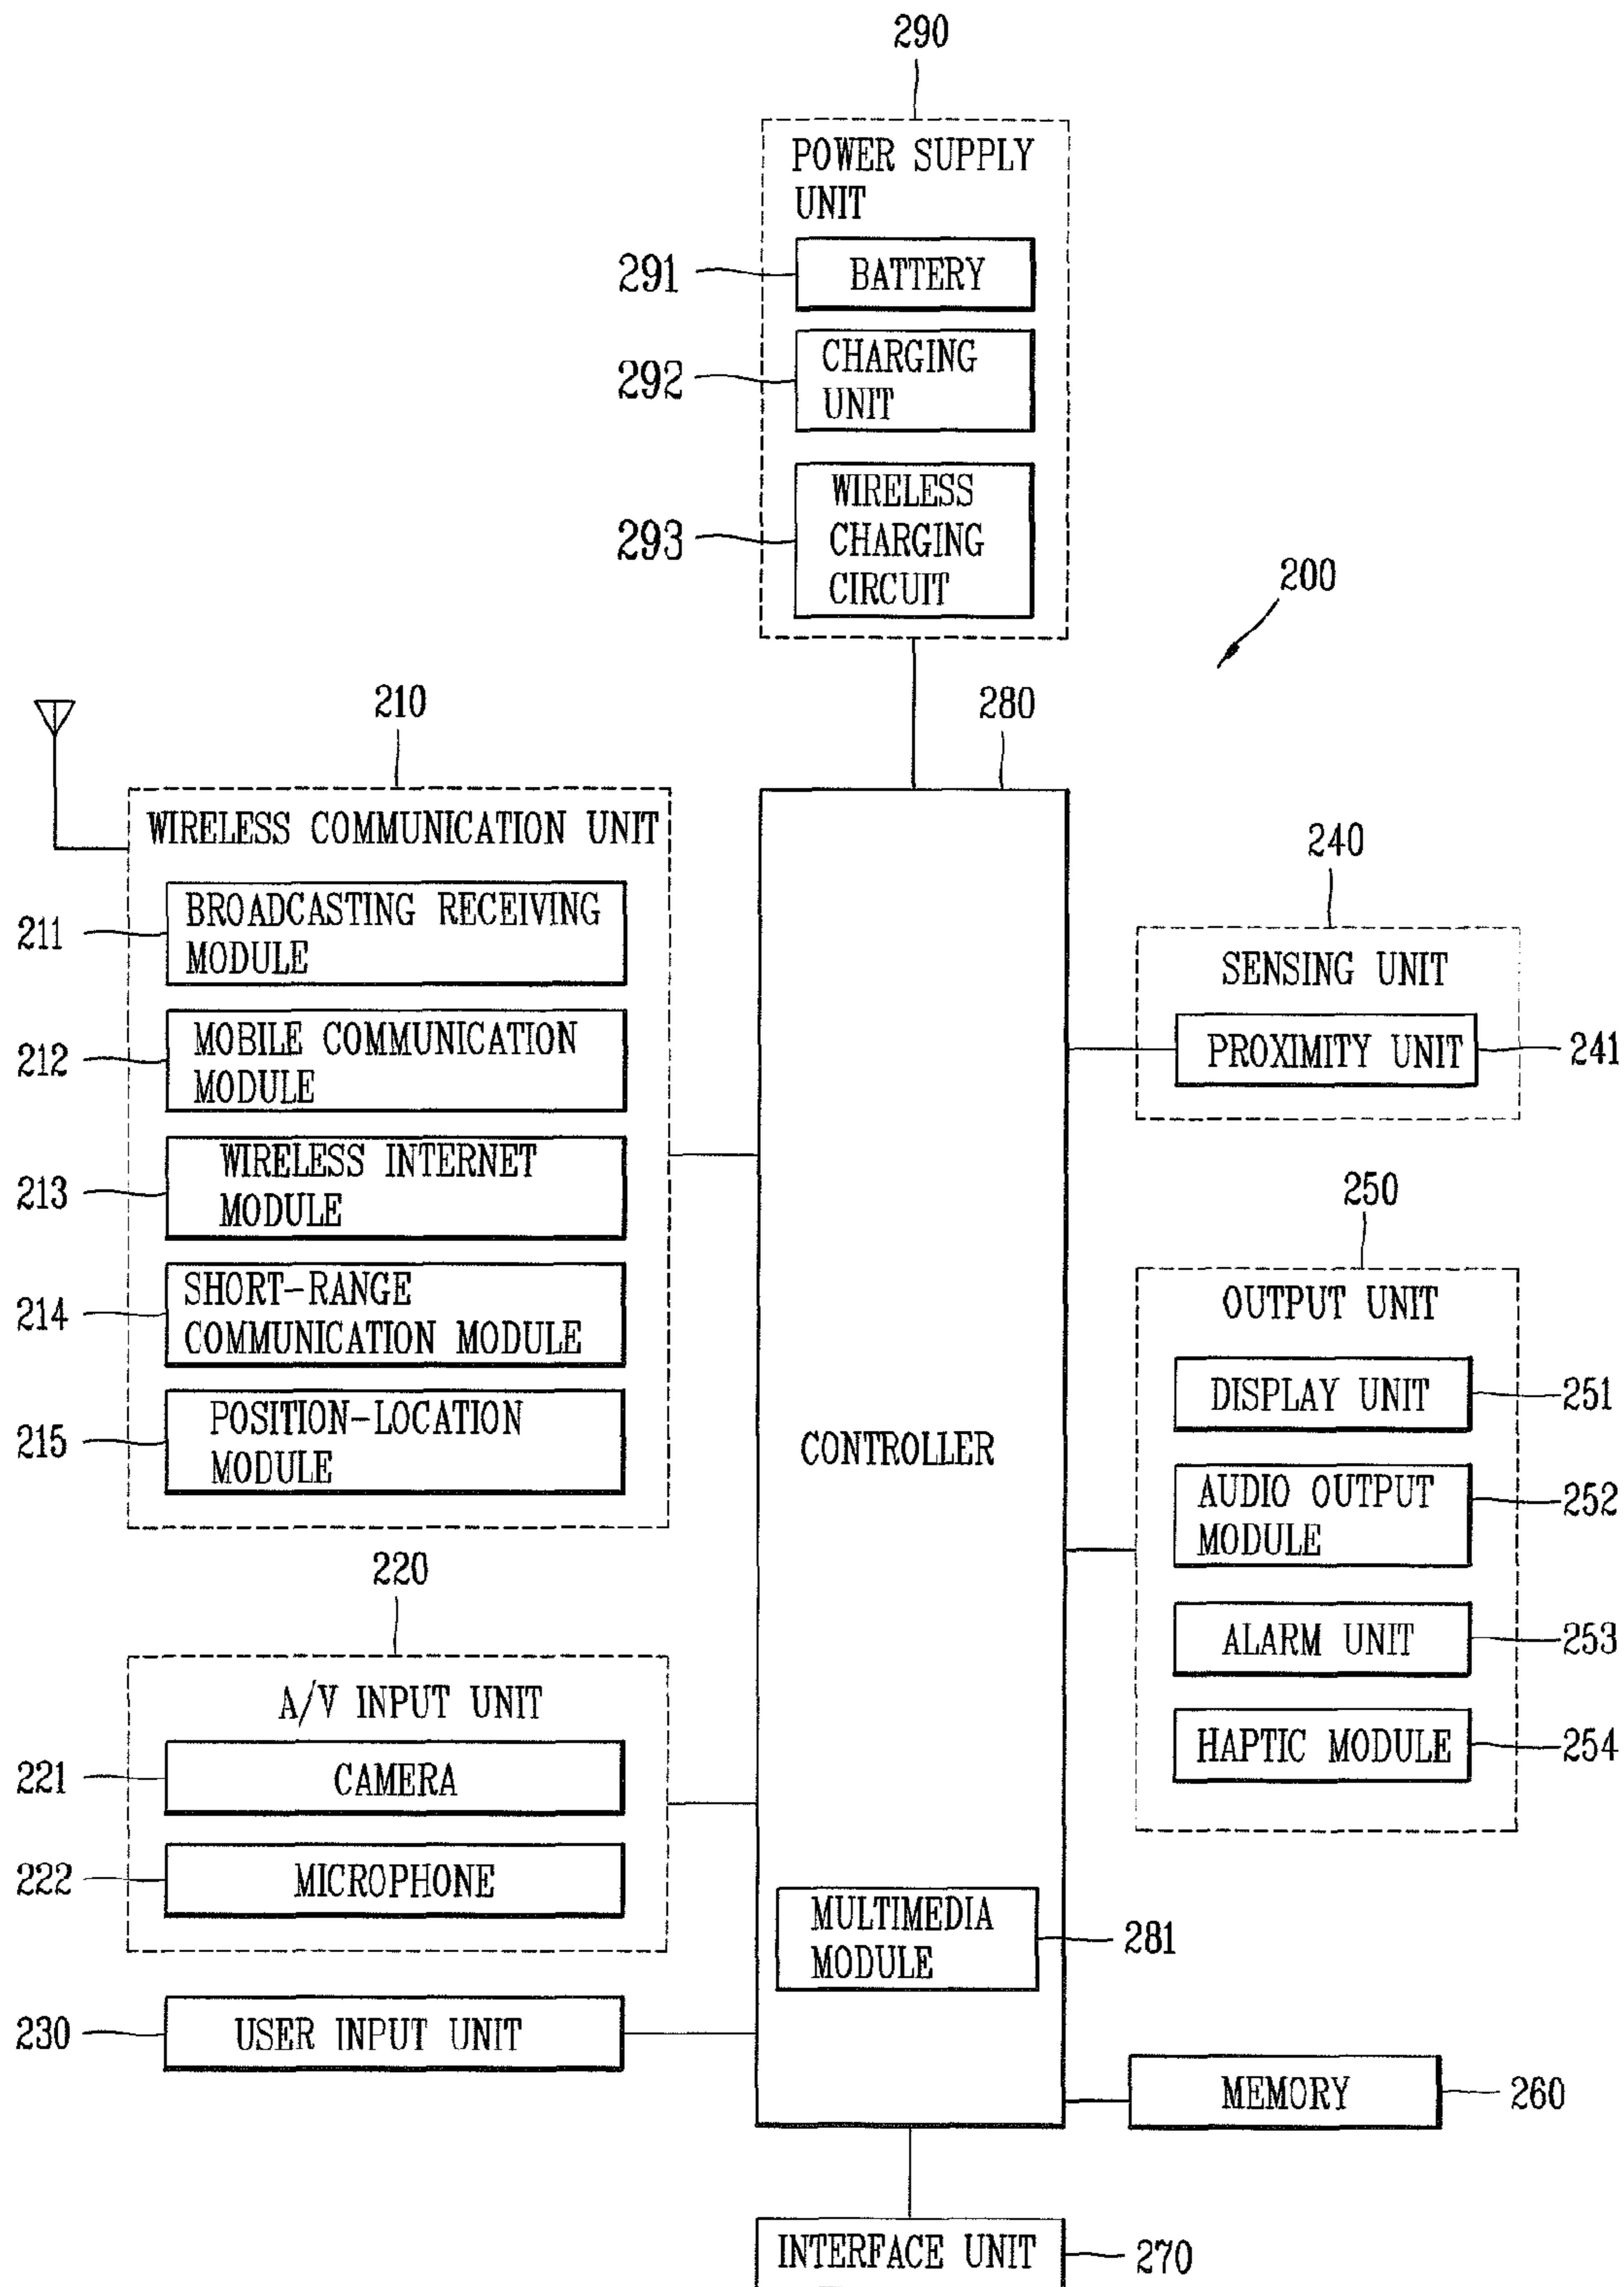 290
POWER SUPPLY
UNIT
291
BATTERY
292
CHARGING
UNIT
293
WIRELESS
CHARGING
CIRCUIT
200
210
280
WIRELESS COMMUNICATION UNIT
211
BROADCASTING RECEIVING
MODULE
212
MOBILE COMMUNICATION
MODULE
213
WIRELESS INTERNET
MODULE
214
SHORT-RANGE
COMMUNICATION MODULE
215
POSITION-LOCATION
MODULE
220
A/V INPUT UNIT
221
CAMERA
222
MICROPHONE
230
USER INPUT UNIT
CONTROLLER
MULTIMEDIA
MODULE
281
240
SENSING UNIT
PROXIMITY UNIT
241
250
OUTPUT UNIT
DISPLAY UNIT
251
AUDIO OUTPUT
MODULE
252
ALARM UNIT
253
HAPTIC MODULE
254
MEMORY
260
INTERFACE UNIT
270